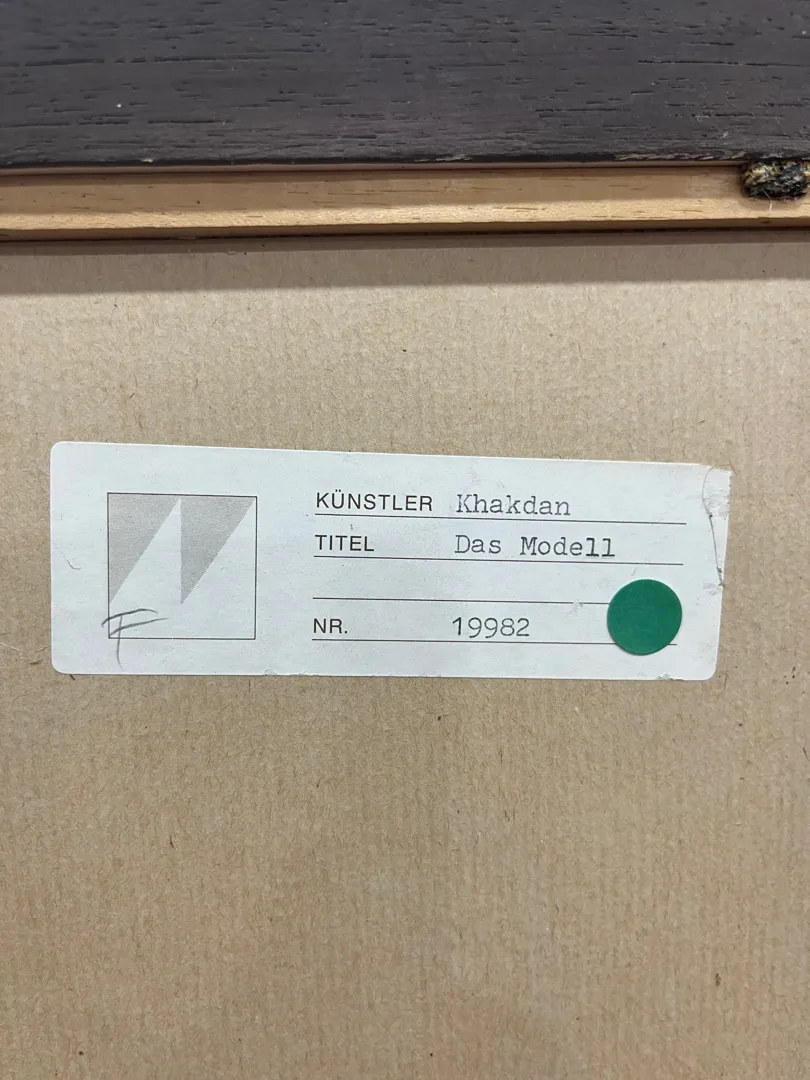 KÜNSTLER Khakdan
TITEL Das Modell
NR. 19982
F